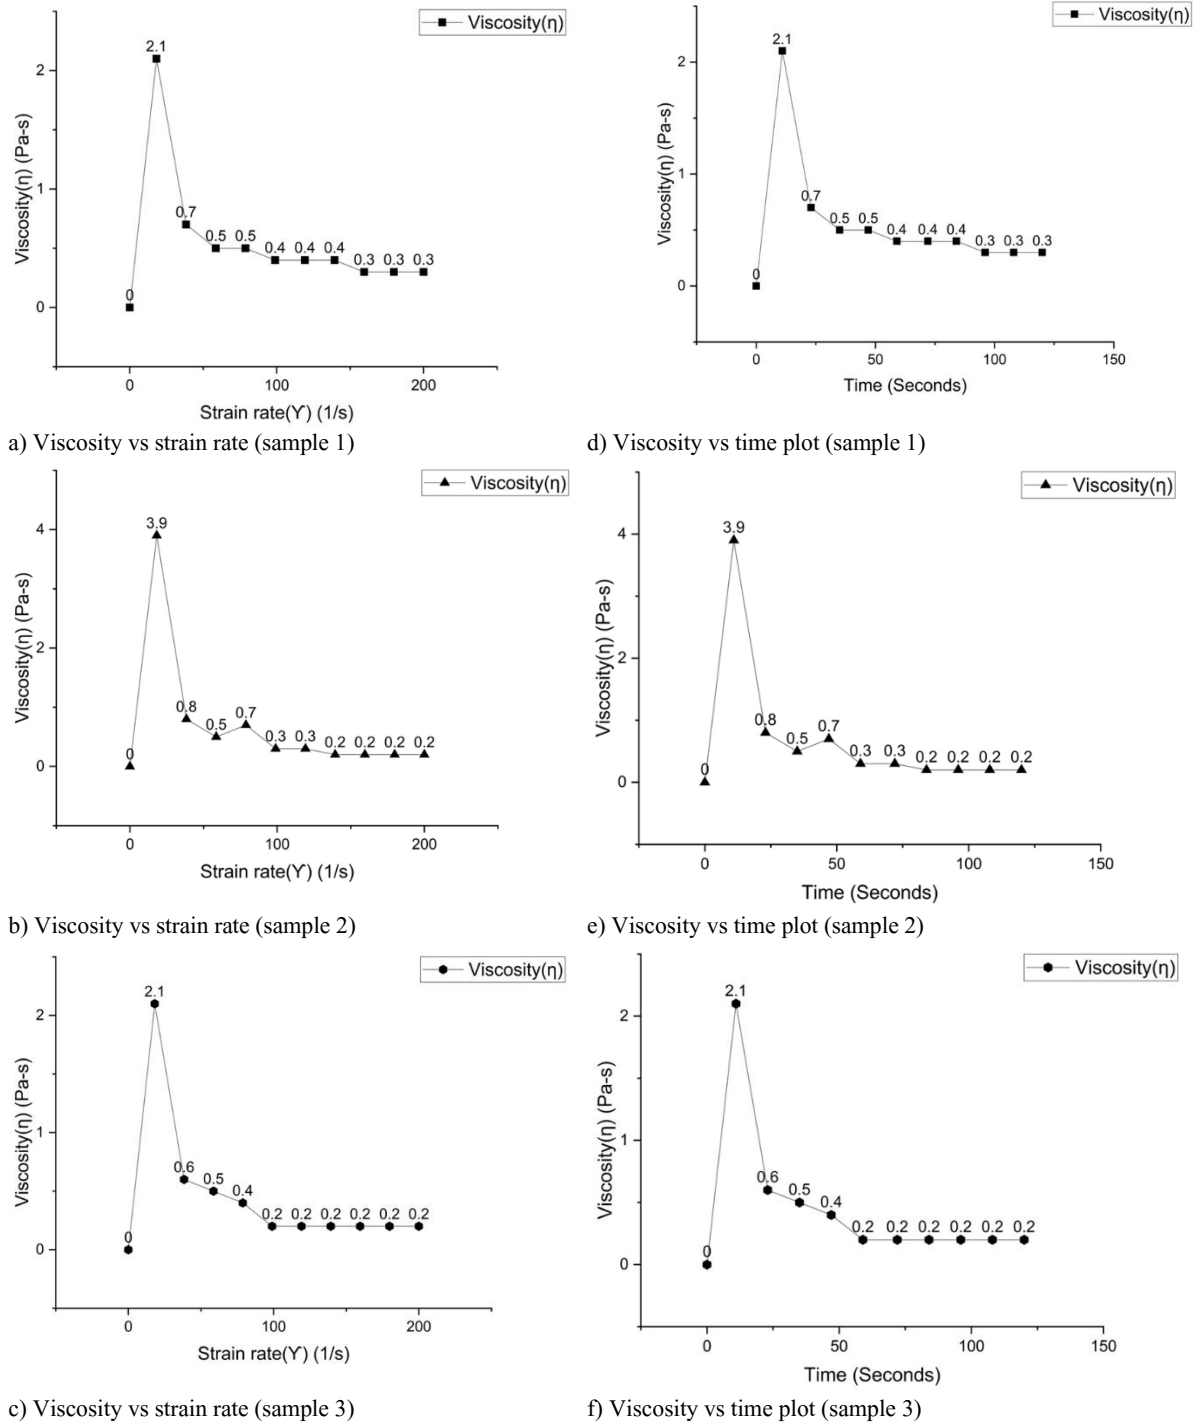 Viscosity(η)
2.1
2
Viscosity(η) (Pa-s)
1
0.7
0.5 0.5
0.4 0.4 0.4
0.3 0.3 0.3
0
0
0 100 200
Strain rate(ϒ) (1/s)
a) Viscosity vs strain rate (sample 1)
Viscosity(η)
2.1
2
Viscosity(η) (Pa-s)
1
0.7
0.5 0.5
0.4 0.4 0.4
0.3 0.3 0.3
0
0
0 50 100 150
Time (Seconds)
d) Viscosity vs time plot (sample 1)
Viscosity(η)
3.9
4
Viscosity(η) (Pa-s)
2
0.8
0.5
0.7
0.3 0.3
0.2 0.2 0.2 0.2
0
0
0 100 200
Strain rate(ϒ) (1/s)
b) Viscosity vs strain rate (sample 2)
Viscosity(η)
3.9
4
Viscosity(η) (Pa-s)
2
0.8
0.5
0.7
0.3 0.3
0.2 0.2 0.2 0.2
0
0
0 50 100 150
Time (Seconds)
e) Viscosity vs time plot (sample 2)
Viscosity(η)
2.1
2
Viscosity(η) (Pa-s)
1
0.6
0.5
0.4
0.2 0.2 0.2 0.2 0.2 0.2
0
0
0 100 200
Strain rate(ϒ) (1/s)
c) Viscosity vs strain rate (sample 3)
Viscosity(η)
2.1
2
Viscosity(η) (Pa-s)
1
0.6
0.5
0.4
0.2 0.2 0.2 0.2 0.2 0.2
0
0
0 50 100 150
Time (Seconds)
f) Viscosity vs time plot (sample 3)